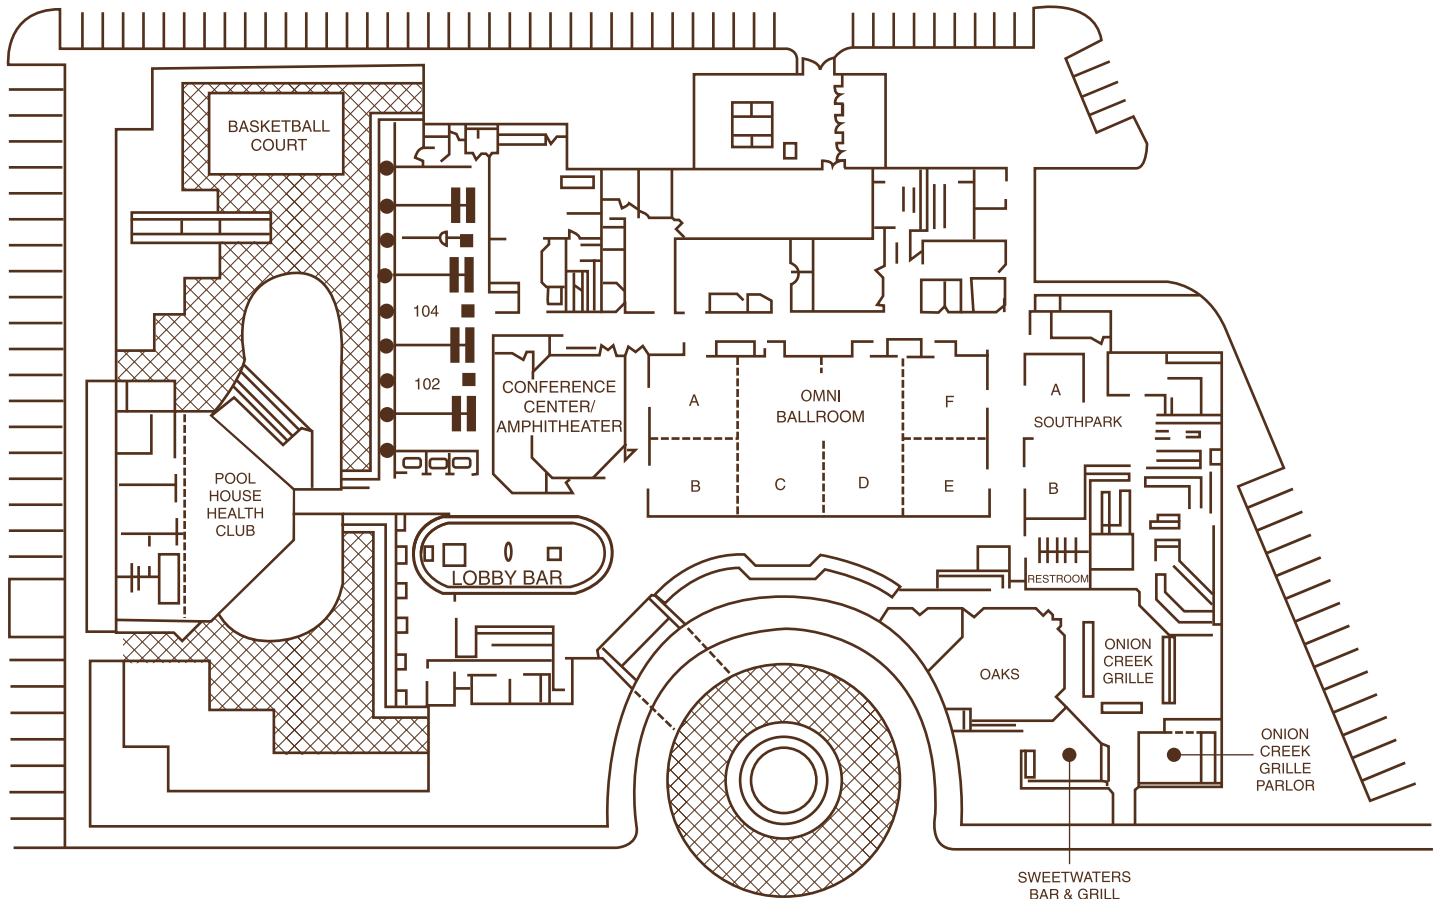 BASKETBALL
COURT
104
102
CONFERENCE
CENTER/
AMPHITHEATER
A
OMNI
BALLROOM
F
B
C
D
E
A
SOUTHPARK
B
POOL
HOUSE
HEALTH
CLUB
LOBBY BAR
RESTROOM
OAKS
ONION
CREEK
GRILLE
ONION
CREEK
GRILLE
PARLOR
SWEETWATERS
BAR & GRILL